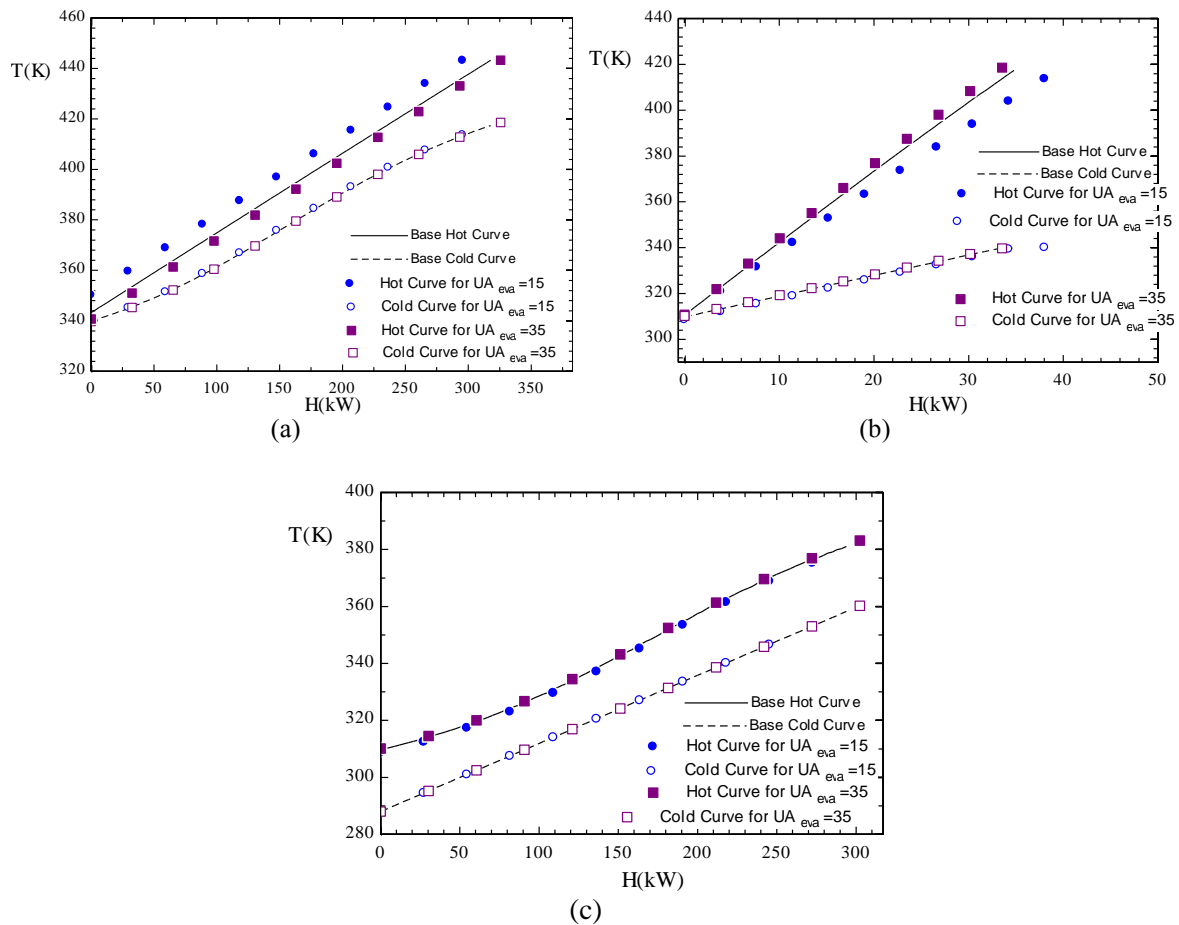 T(K)
460
440
420
400
380
360
340
320
0 50 100 150 200 250 300 350
H(kW)
Base Hot Curve
Base Cold Curve
Hot Curve for UA eva =15
Cold Curve for UA eva =15
Hot Curve for UA eva =35
Cold Curve for UA eva =35
(a)
T(K)
440
420
400
380
360
340
320
300
0 10 20 30 40 50
H(kW)
Base Hot Curve
Base Cold Curve
Hot Curve for UA eva =15
Cold Curve for UA eva =15
Hot Curve for UA eva =35
Cold Curve for UA eva =35
(b)
T(K)
400
380
360
340
320
300
280
0 50 100 150 200 250 300
H(kW)
Base Hot Curve
Base Cold Curve
Hot Curve for UA eva =15
Cold Curve for UA eva =15
Hot Curve for UA eva =35
Cold Curve for UA eva =35
(c)